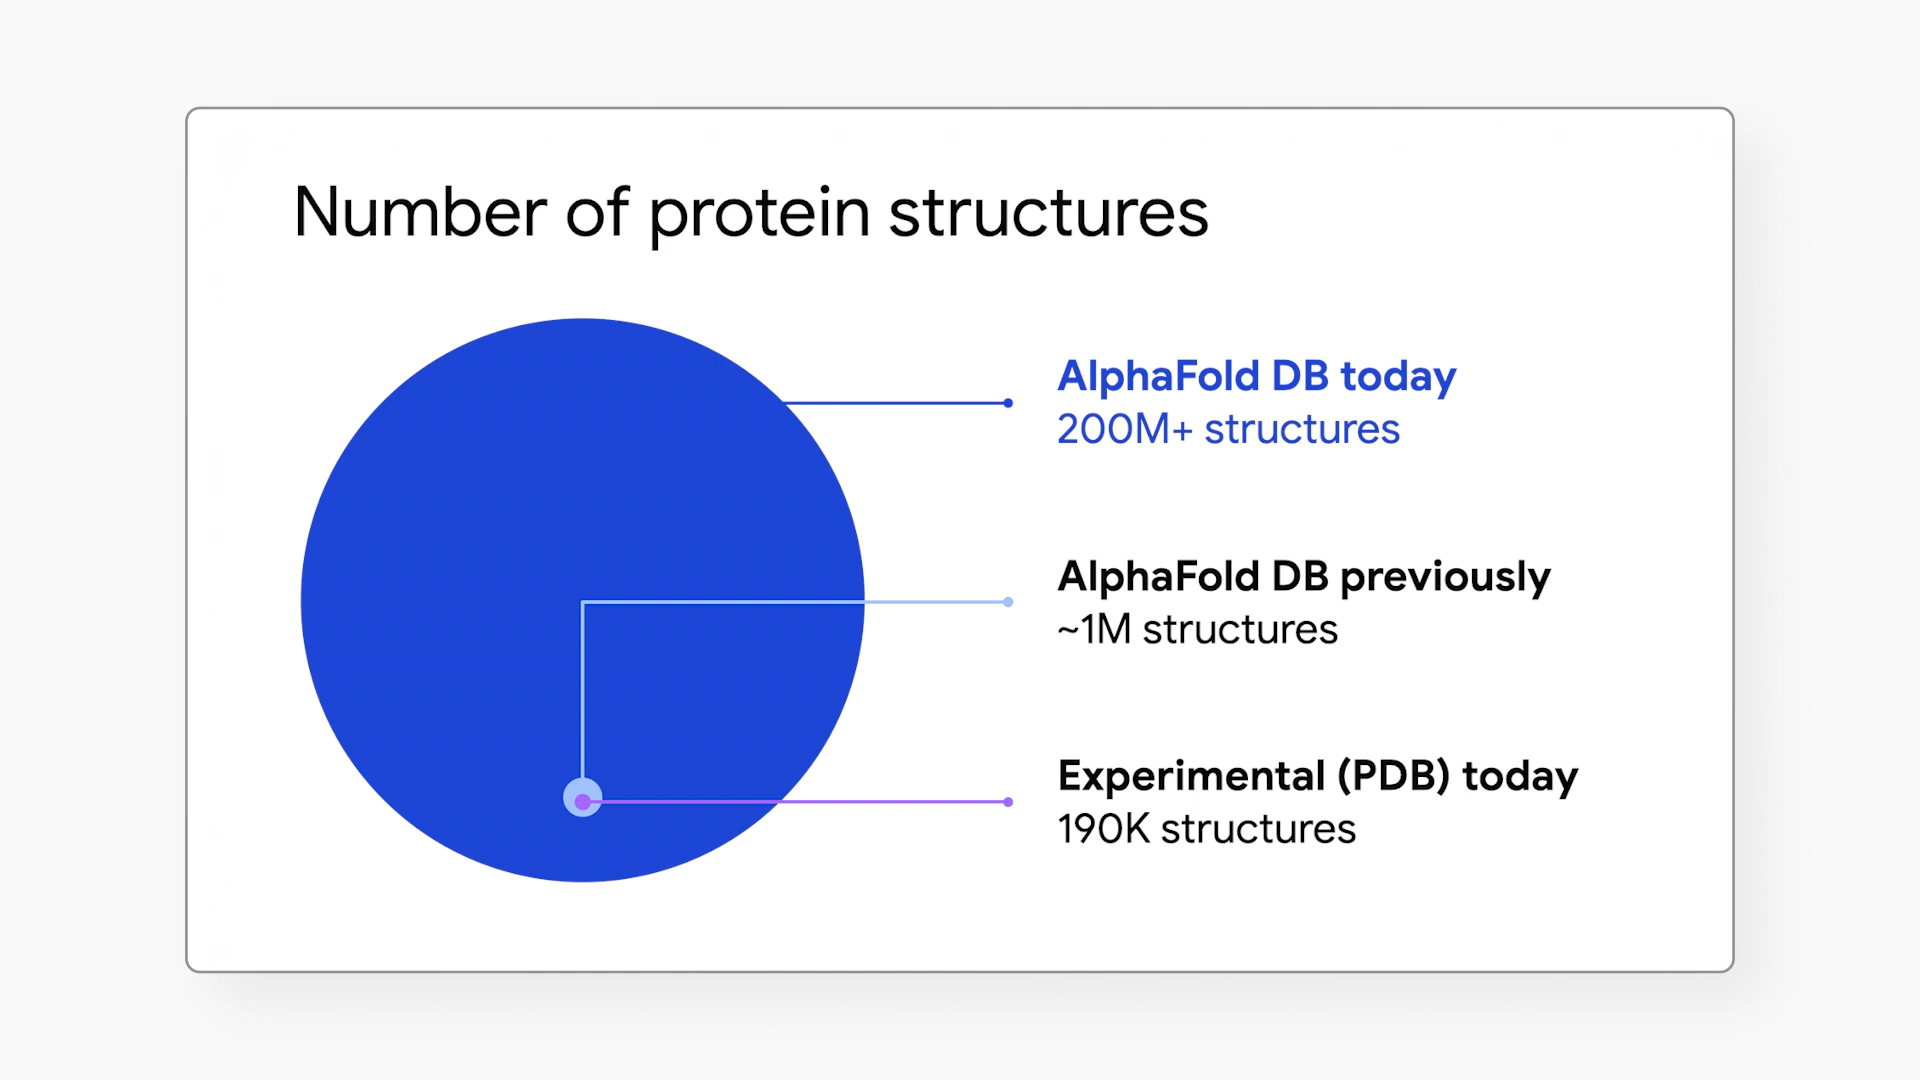 Number of protein structures
AlphaFold DB today
200M+ structures
AlphaFold DB previously
~1M structures
Experimental (PDB) today
190K structures